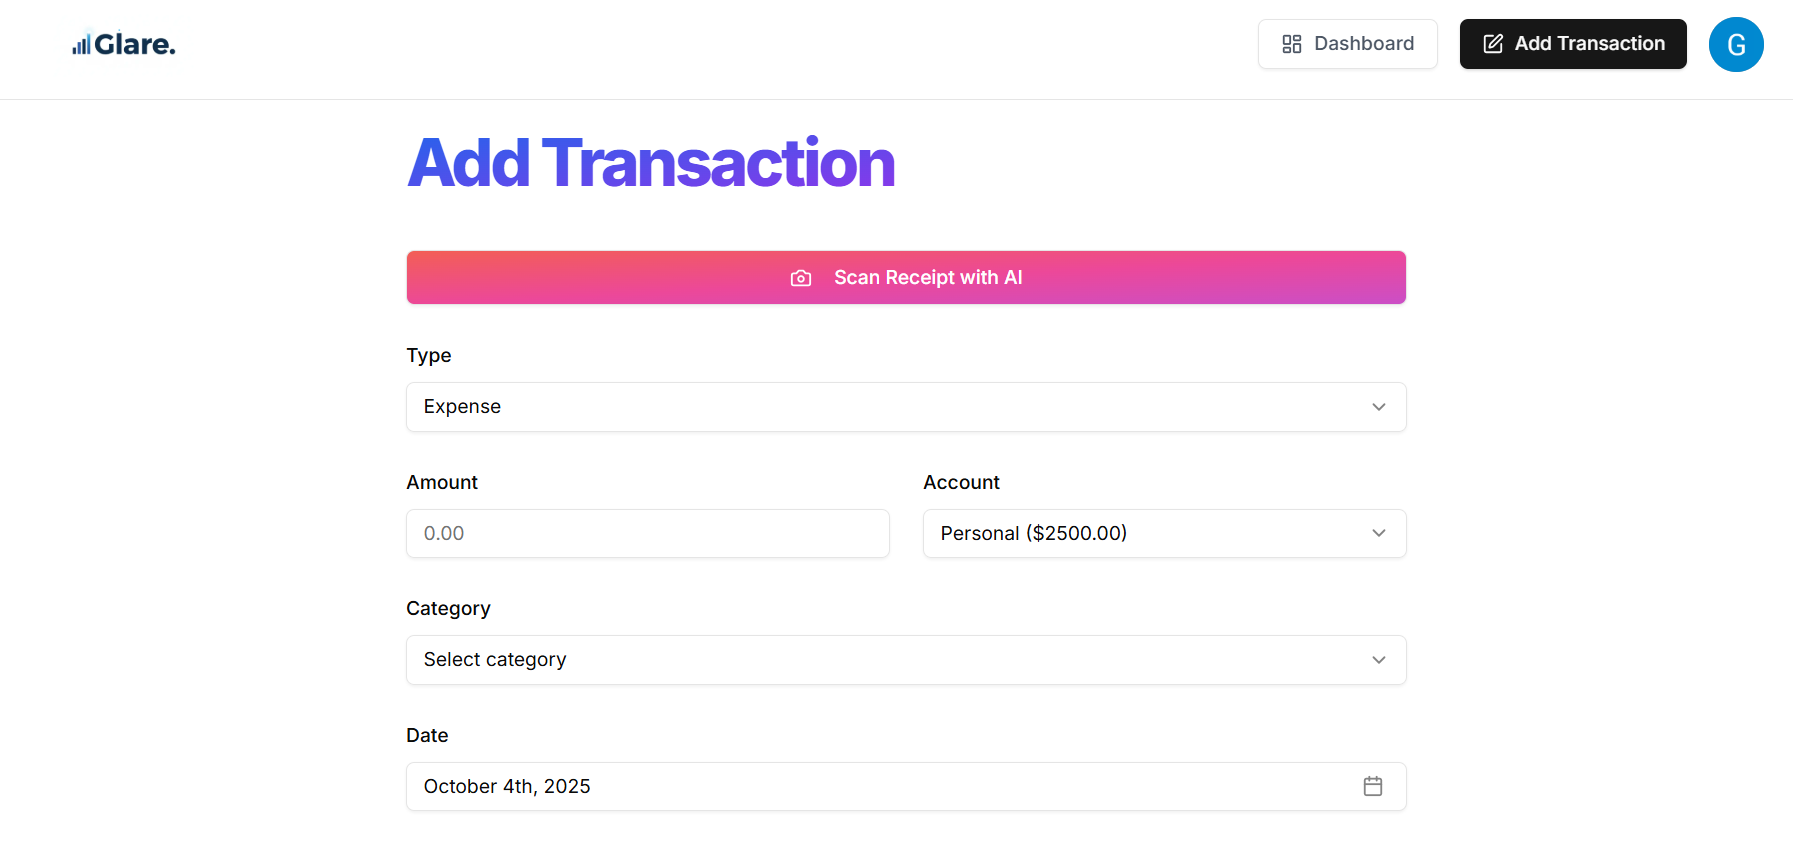 Glare.
Dashboard
Add Transaction
G
Add Transaction
Scan Receipt with AI
Type
Expense
Amount
Account
0.00
Personal ($2500.00)
Category
Select category
Date
October 4th, 2025